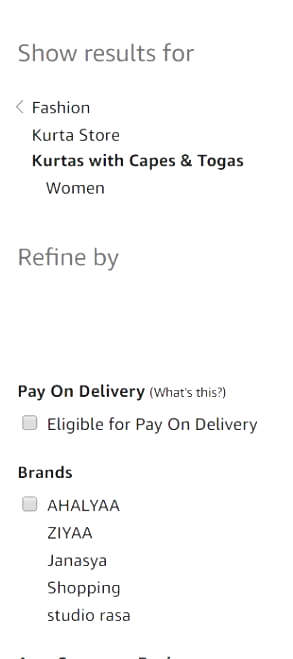 Show results for
Fashion
Kurta Store
Kurtas with Capes & Togas
Women
Refine by
Pay On Delivery (What's this?)
Eligible for Pay On Delivery
Brands
AHALYAA
ZIYAA
Janasya
Shopping
studio rasa